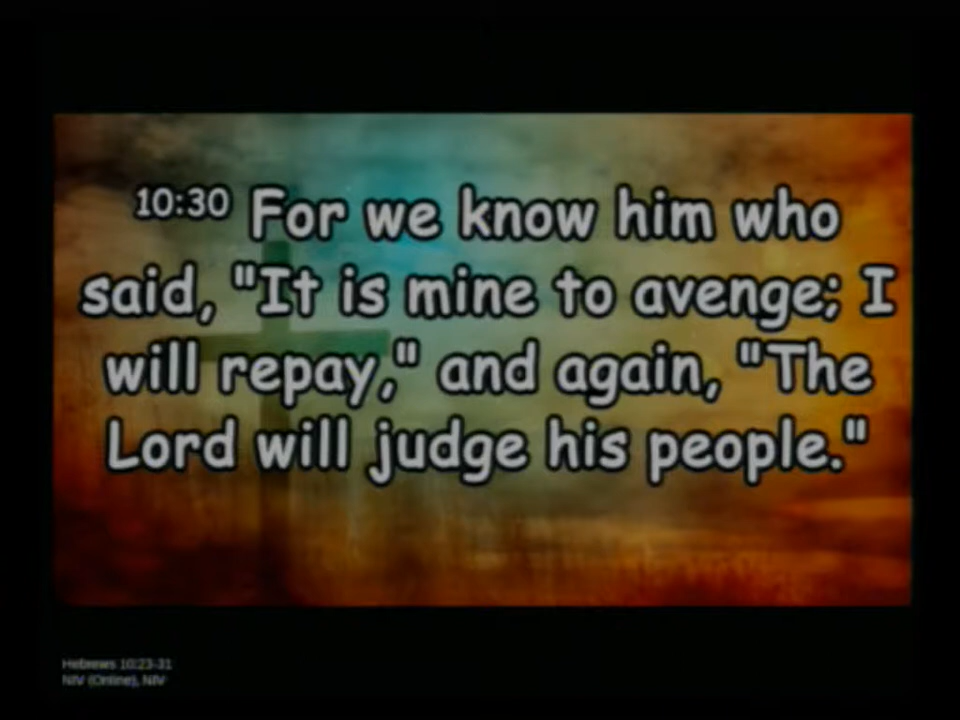 10:30 For we know him who
said, "It is mine to avenge; I
will repay," and again, "The
Lord will judge his people."
Hebrews 10:23-31
NIV (Online), NIV